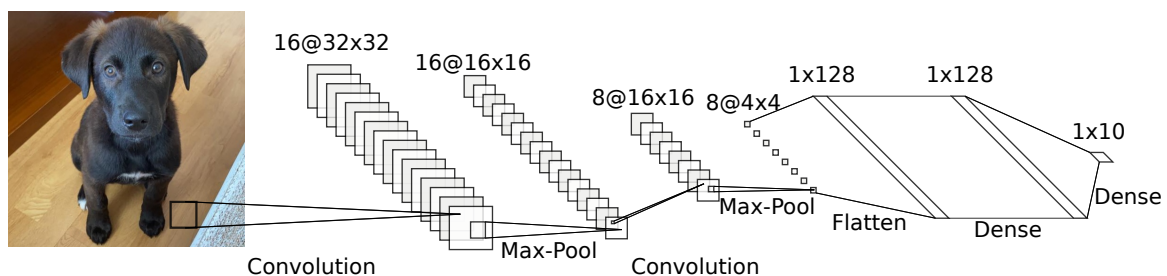 16@32x32
16@16x16
8@16x16
8@4x4
1x128
1x128
1x10
Convolution
Max-Pool
Convolution
Max-Pool
Flatten
Dense
Dense